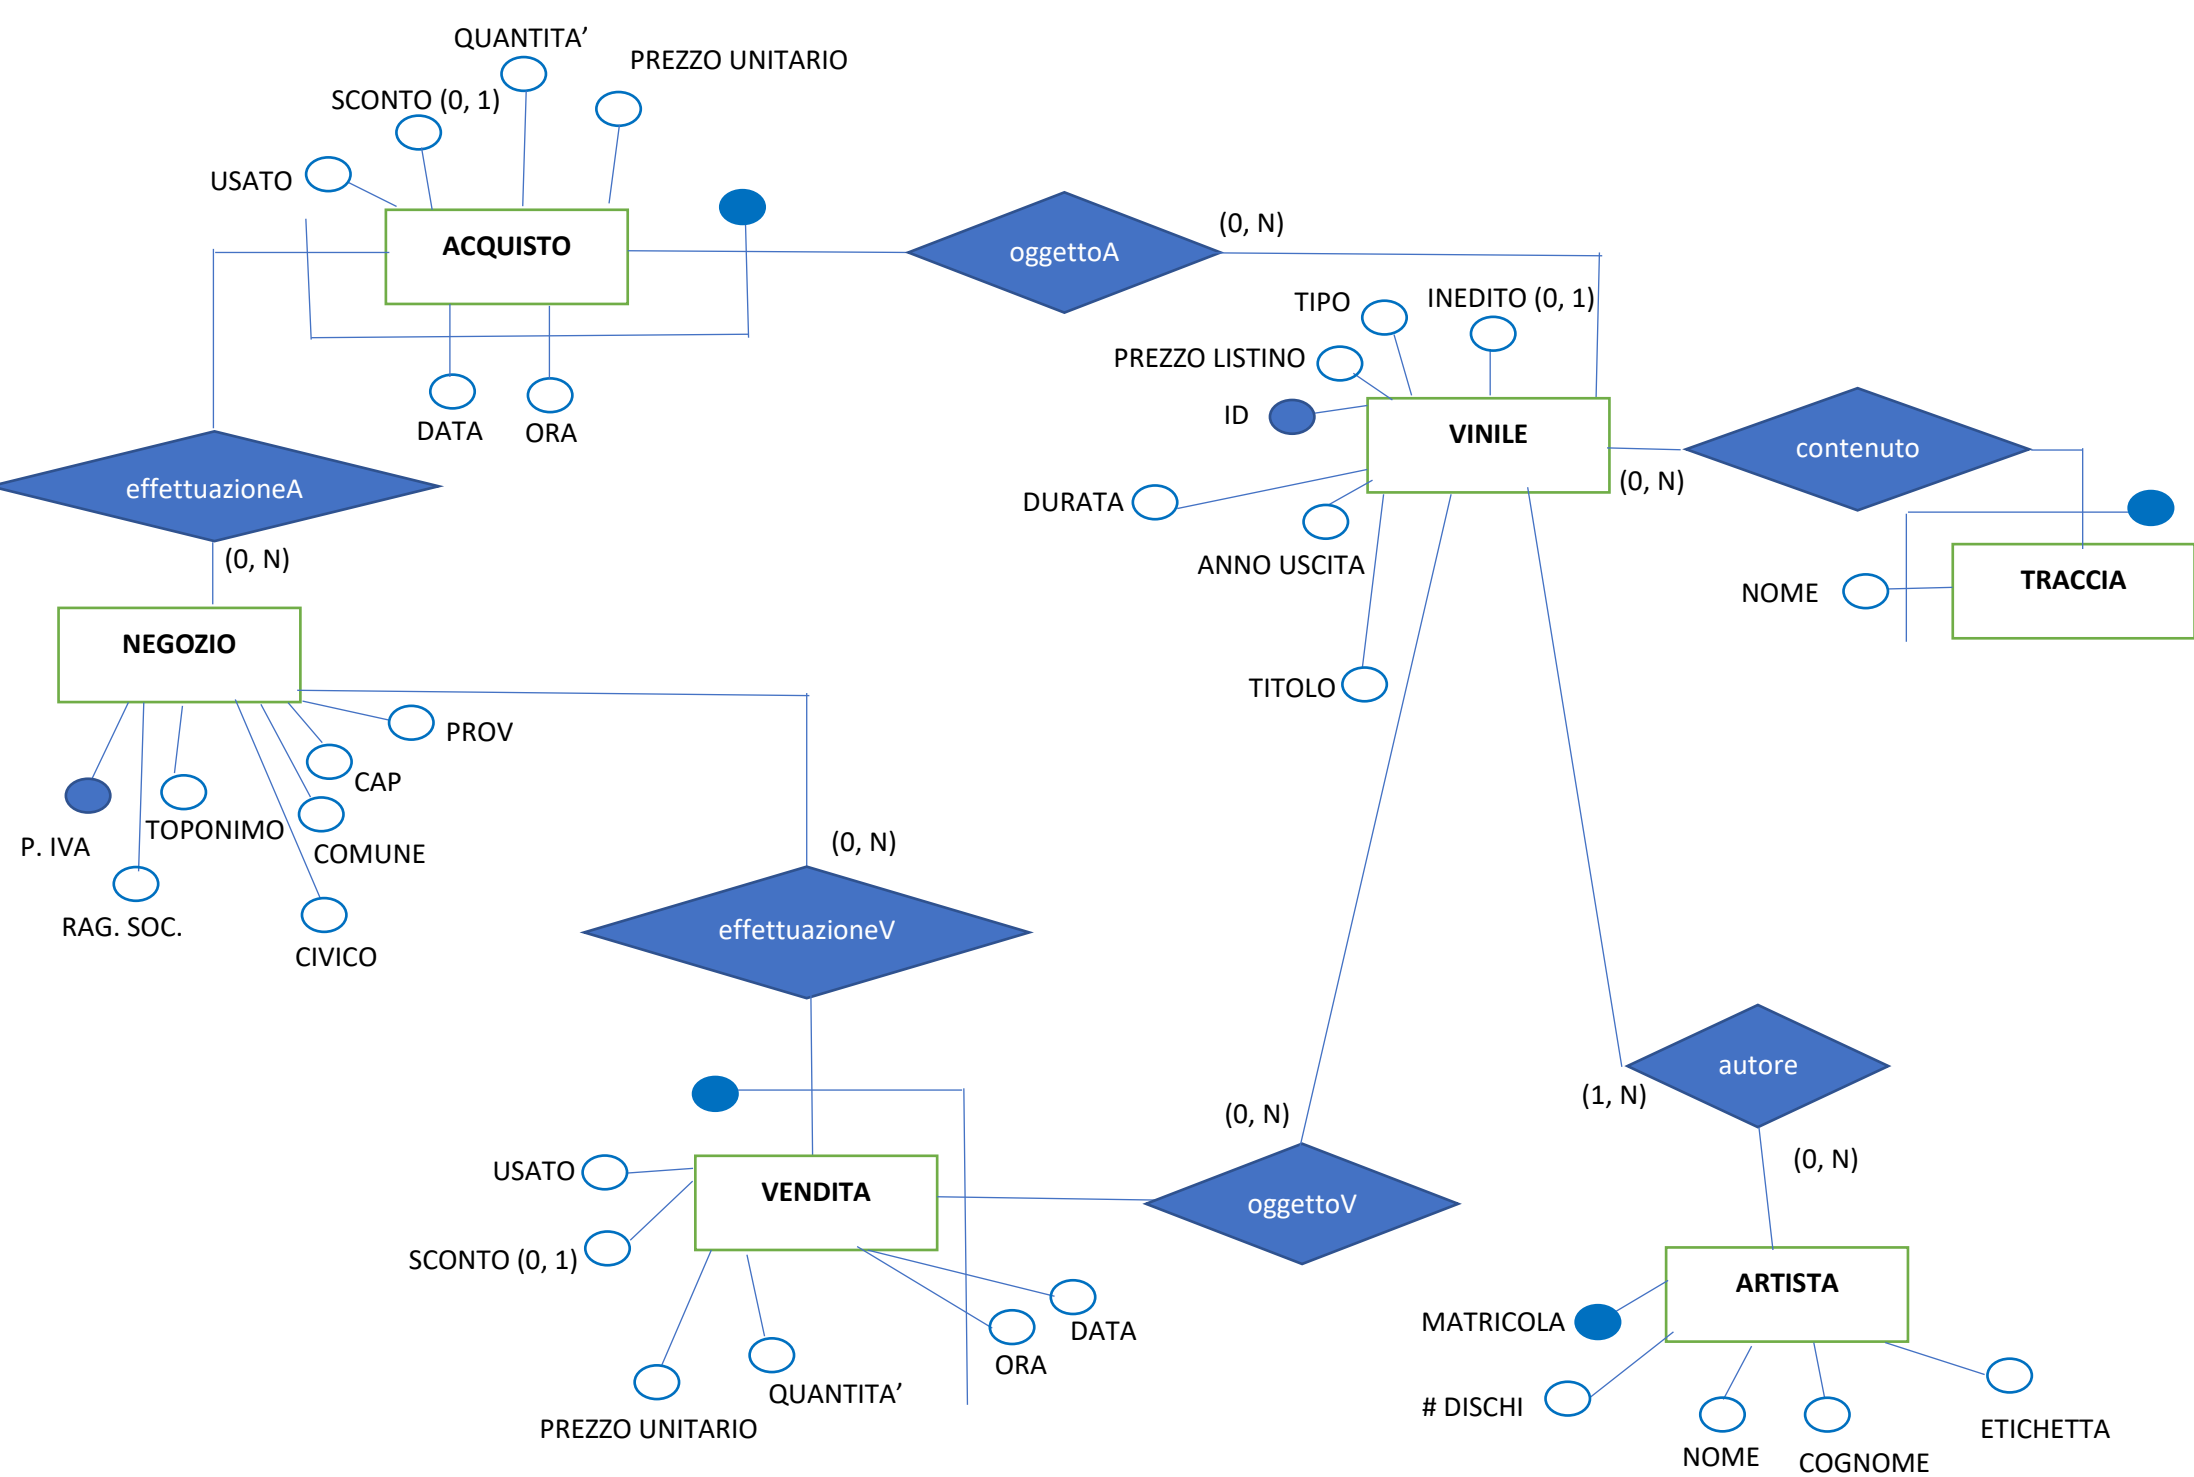 QUANTITA’
PREZZO UNITARIO
SCONTO (0, 1)
USATO
ACQUISTO
oggettoA
(0, N)
DATA
ORA
TIPO
INEDITO (0, 1)
PREZZO LISTINO
ID
VINILE
contenuto
(0, N)
DURATA
ANNO USCITA
TITOLO
NOME
TRACCIA
effettuazioneA
(0, N)
NEGOZIO
PROV
CAP
TOPONIMO
COMUNE
P. IVA
RAG. SOC.
CIVICO
(0, N)
effettuazioneV
autore
(1, N)
(0, N)
(0, N)
USATO
VENDITA
oggettoV
SCONTO (0, 1)
DATA
ORA
QUANTITA’
PREZZO UNITARIO
ARTISTA
MATRICOLA
# DISCHI
NOME
COGNOME
ETICHETTA